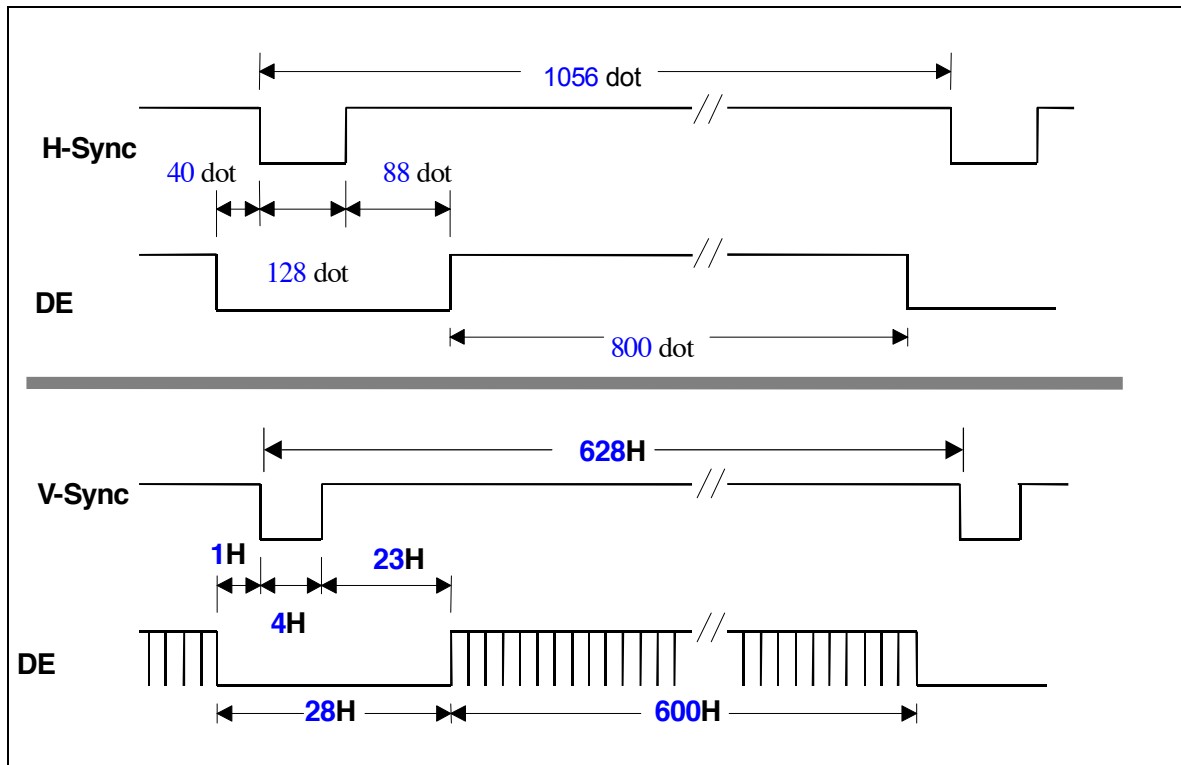 1056 dot
H-Sync
40 dot
88 dot
128 dot
DE
800 dot
628H
V-Sync
1H
23H
4H
DE
28H
600H